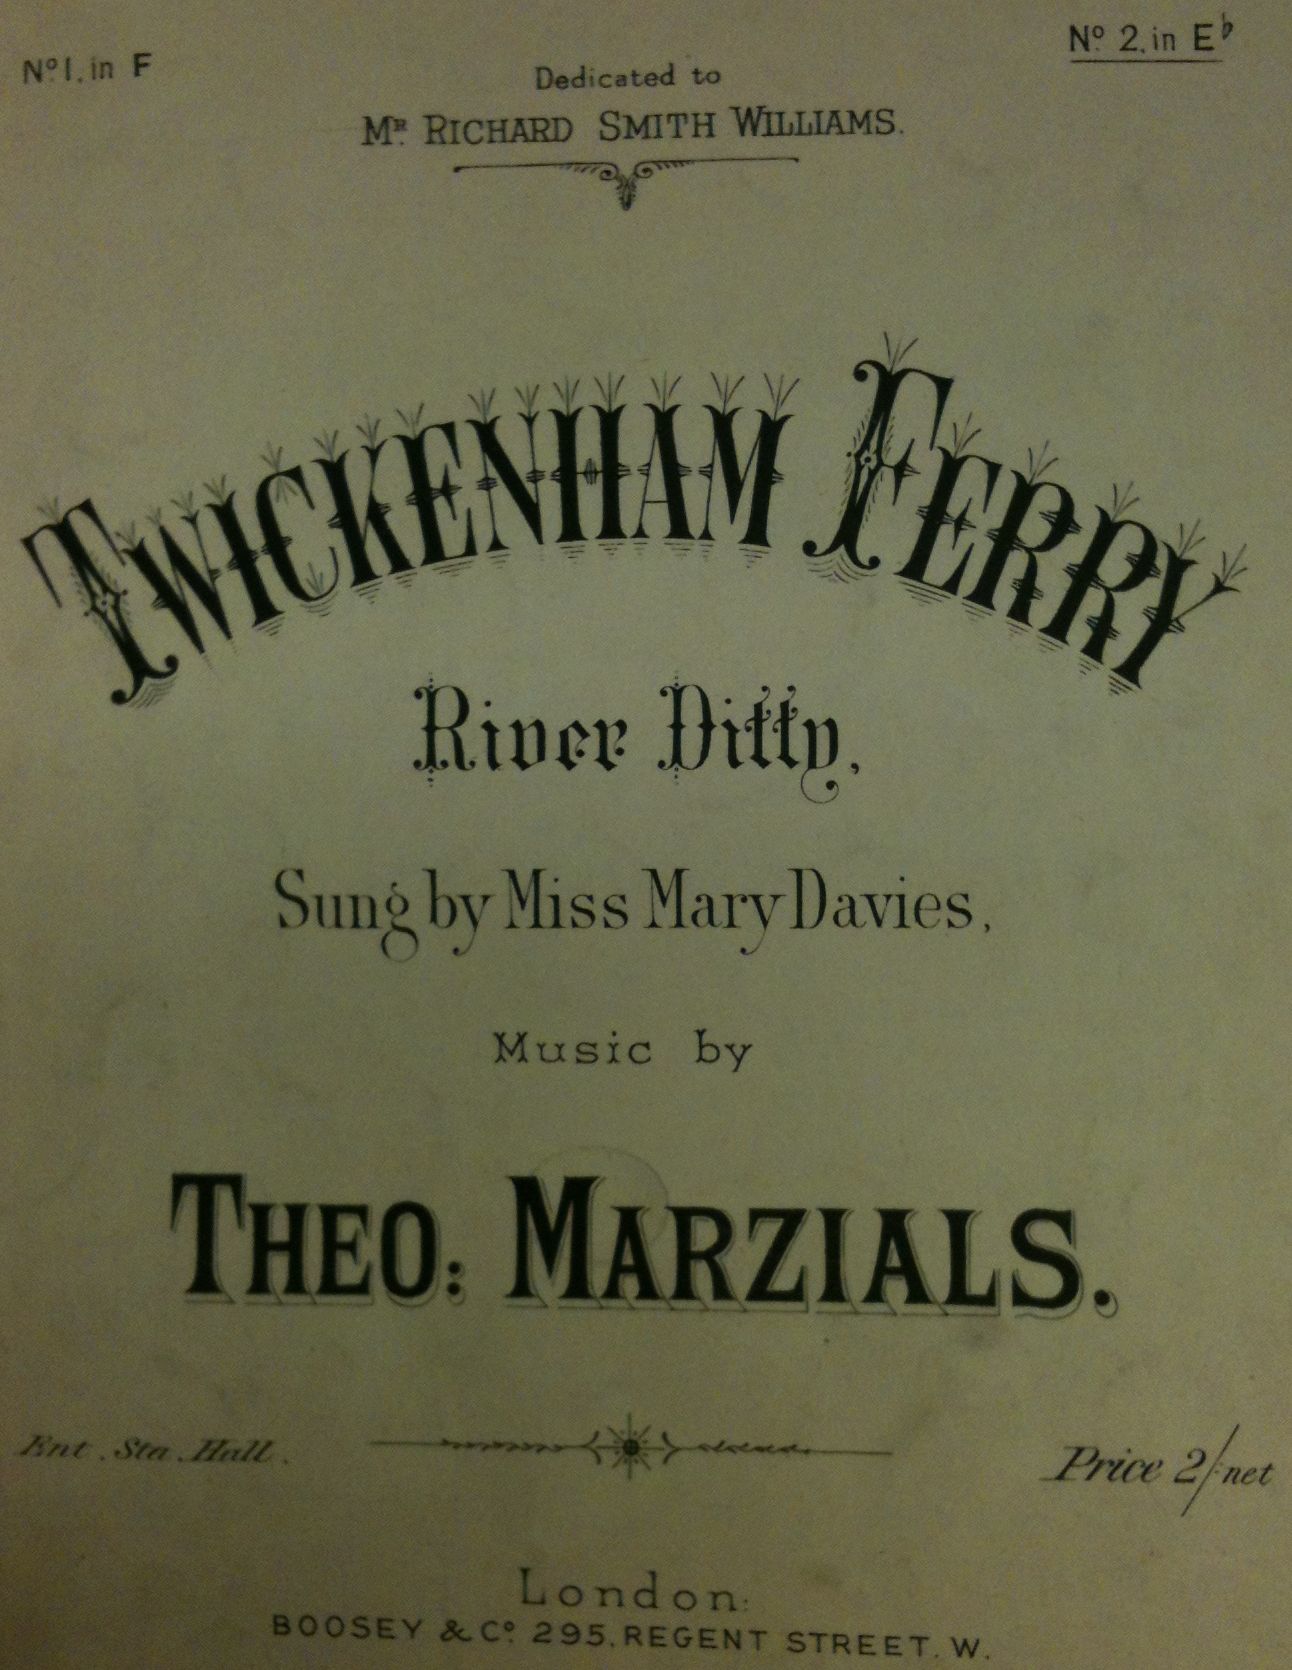 No. 1. in F
No. 2. in E♭
Dedicated to
MR. RICHARD SMITH WILLIAMS.
TWICKENHAM FERRY
River Ditty,
Sung by Miss Mary Davies,
Music by
THEO: MARZIALS.
Ent. Sta. Hall.
Price 2/- net
London:
BOOSEY & Co. 295, REGENT STREET. W.